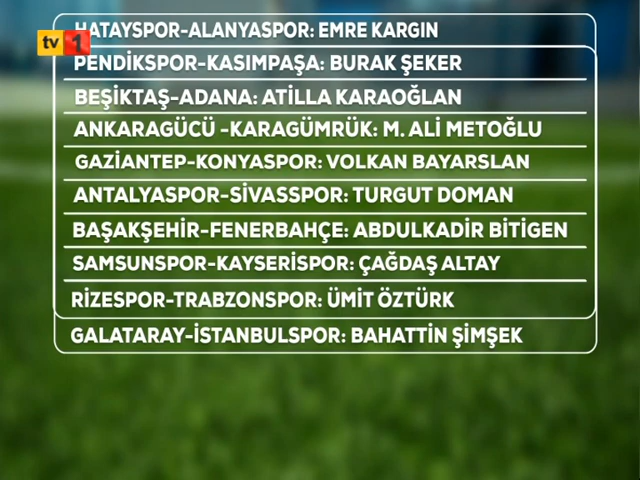 HATAYSPOR-ALANYASPOR: EMRE KARGIN
tv 1
PENDİKSPOR-KASIMPAŞA: BURAK ŞEKER
BEŞİKTAŞ-ADANA: ATİLLA KARAOĞLAN
ANKARAGÜCÜ -KARAGÜMRÜK: M. ALİ METOĞLU
GAZİANTEP-KONYASPOR: VOLKAN BAYARSLAN
ANTALYASPOR-SİVASSPOR: TURGUT DOMAN
BAŞAKŞEHİR-FENERBAHÇE: ABDULKADİR BİTİGEN
SAMSUNSPOR-KAYSERİSPOR: ÇAĞDAŞ ALTAY
RİZESPOR-TRABZONSPOR: ÜMİT ÖZTÜRK
GALATARAY-İSTANBULSPOR: BAHATTİN ŞİMŞEK